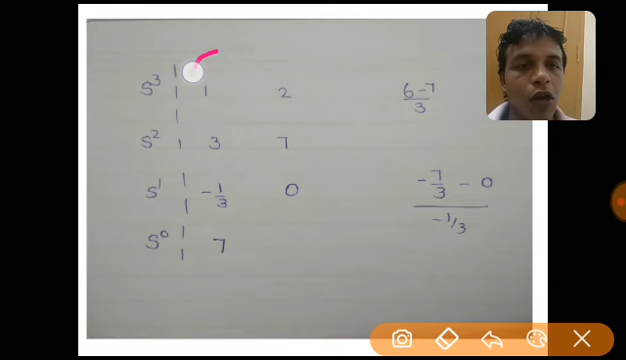 S³ 1 2 (6-7)/3
S² 3 7
S¹ -1/3 0 (-7/3 - 0)/(-1/3)
S⁰ 7